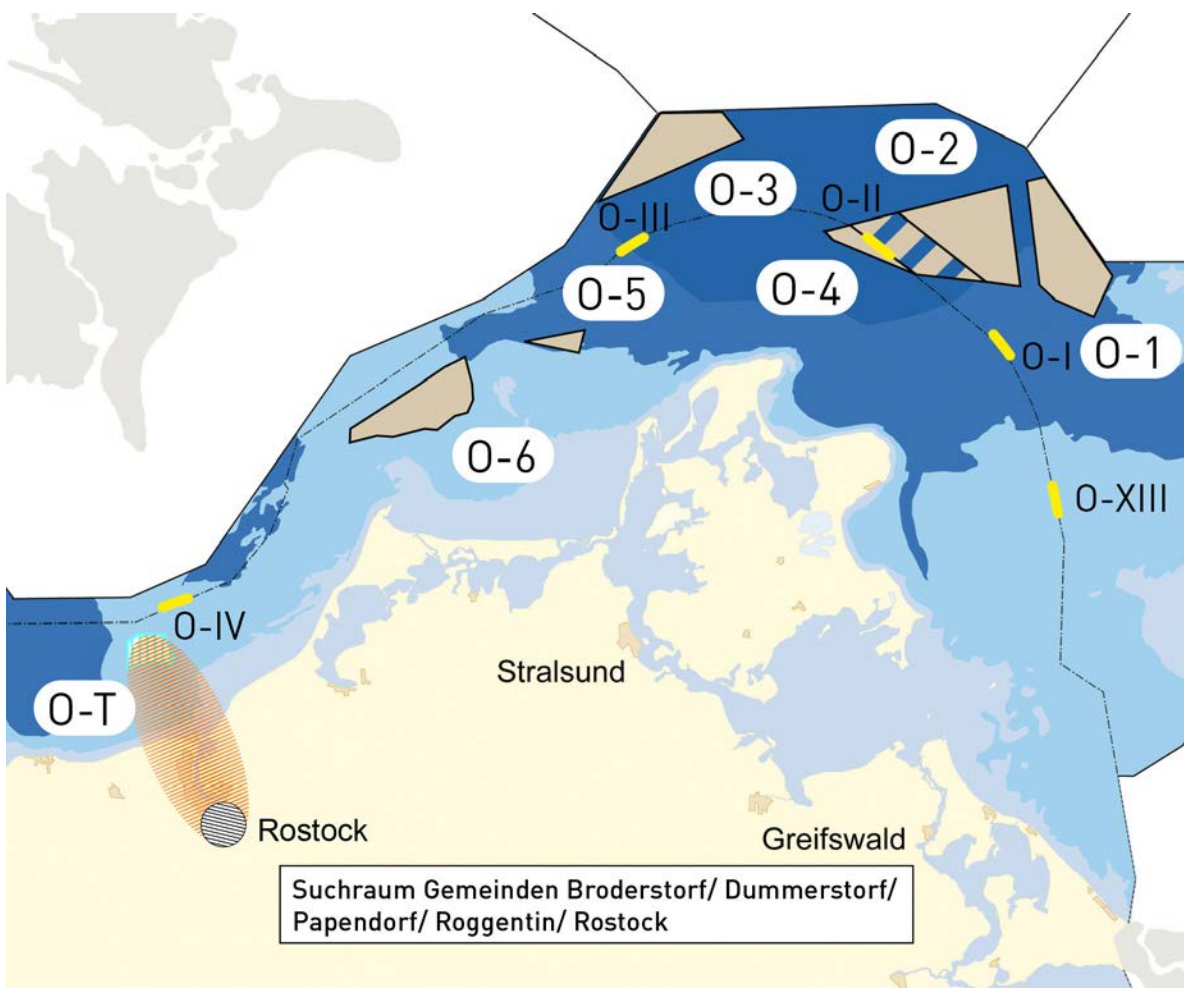 O-2
O-3
O-II
O-III
O-5
O-4
O-1
O-I
O-6
O-XIII
O-IV
Stralsund
O-T
Rostock
Greifswald
Suchraum Gemeinden Broderstorf/ Dummerstorf/
Papendorf/ Roggentin/ Rostock